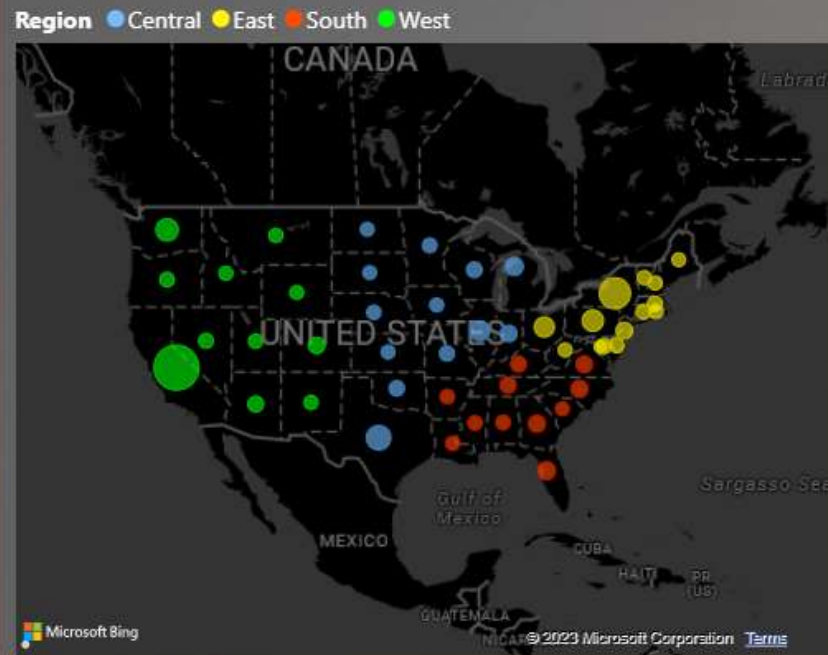 Region Central East South West
CANADA
Labrad
UNITED STATES
Sargasso Sea
Gulf of
Mexico
MEXICO
CUBA
HAITI
PR
(US)
GUATEMALA
Microsoft Bing
NICAR
© 2023 Microsoft Corporation Terms